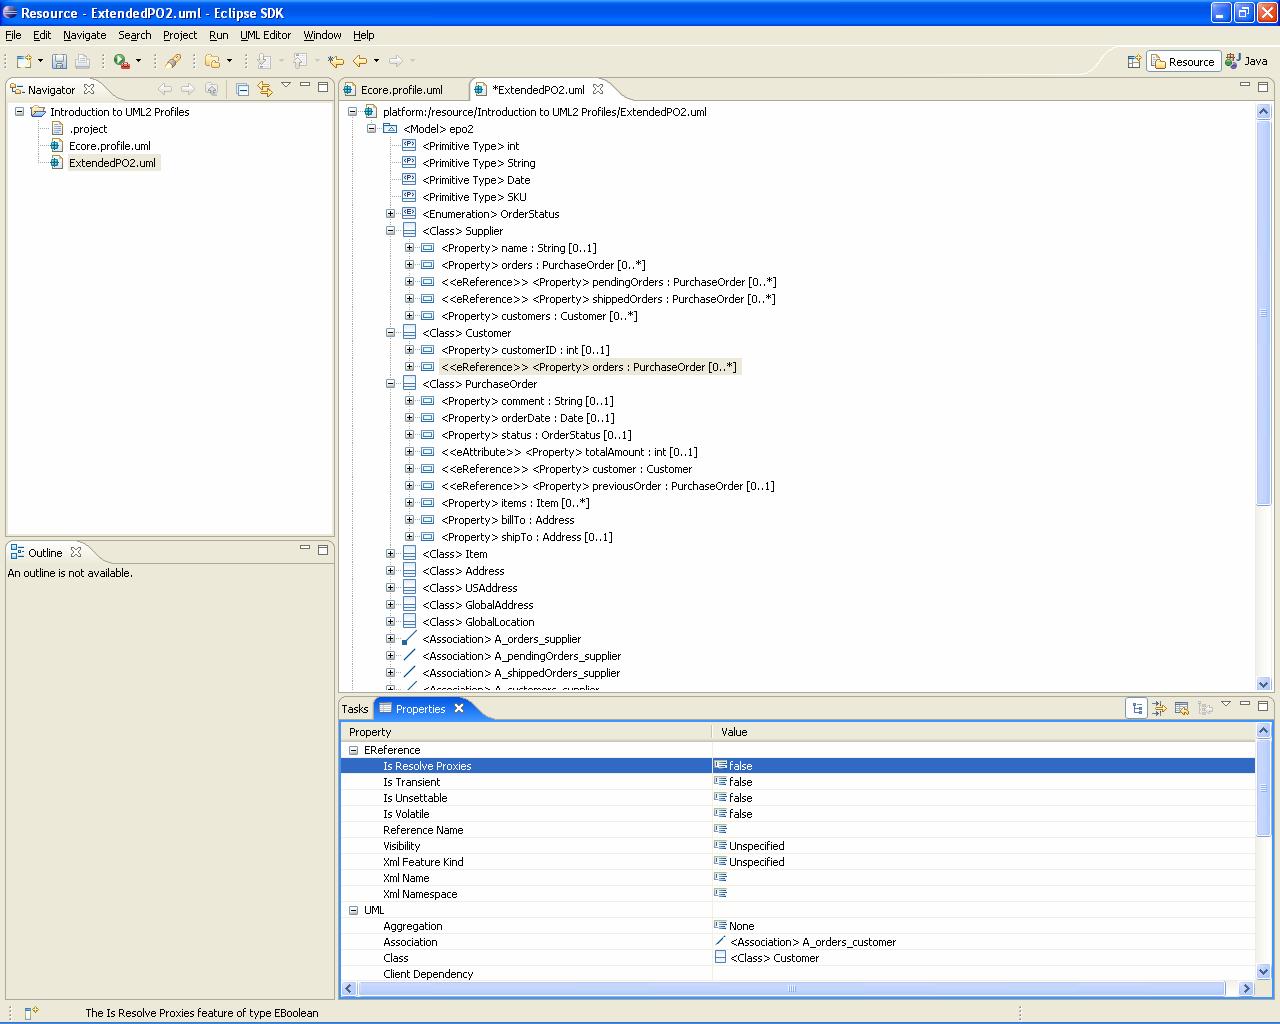 Resource - ExtendedPO2.uml - Eclipse SDK
File Edit Navigate Search Project Run UML Editor Window Help
Resource Java
Navigator
Introduction to UML2 Profiles
.project
Ecore.profile.uml
ExtendedPO2.uml
Outline
An outline is not available.
Ecore.profile.uml *ExtendedPO2.uml
platform:/resource/Introduction to UML2 Profiles/ExtendedPO2.uml
<Model> epo2
<Primitive Type> int
<Primitive Type> String
<Primitive Type> Date
<Primitive Type> SKU
<Enumeration> OrderStatus
<Class> Supplier
<Property> name : String [0..1]
<Property> orders : PurchaseOrder [0..*]
<<eReference>> <Property> pendingOrders : PurchaseOrder [0..*]
<<eReference>> <Property> shippedOrders : PurchaseOrder [0..*]
<Property> customers : Customer [0..*]
<Class> Customer
<Property> customerID : int [0..1]
<<eReference>> <Property> orders : PurchaseOrder [0..*]
<Class> PurchaseOrder
<Property> comment : String [0..1]
<Property> orderDate : Date [0..1]
<Property> status : OrderStatus [0..1]
<<eAttribute>> <Property> totalAmount : int [0..1]
<<eReference>> <Property> customer : Customer
<<eReference>> <Property> previousOrder : PurchaseOrder [0..1]
<Property> items : Item [0..*]
<Property> billTo : Address
<Property> shipTo : Address [0..1]
<Class> Item
<Class> Address
<Class> USAddress
<Class> GlobalAddress
<Class> GlobalLocation
<Association> A_orders_supplier
<Association> A_pendingOrders_supplier
<Association> A_shippedOrders_supplier
<Association> A_customers_supplier
Tasks Properties
Property Value
EReference
Is Resolve Proxies false
Is Transient false
Is Unsettable false
Is Volatile false
Reference Name
Visibility Unspecified
Xml Feature Kind Unspecified
Xml Name
Xml Namespace
UML
Aggregation None
Association <Association> A_orders_customer
Class <Class> Customer
Client Dependency
The Is Resolve Proxies feature of type EBoolean